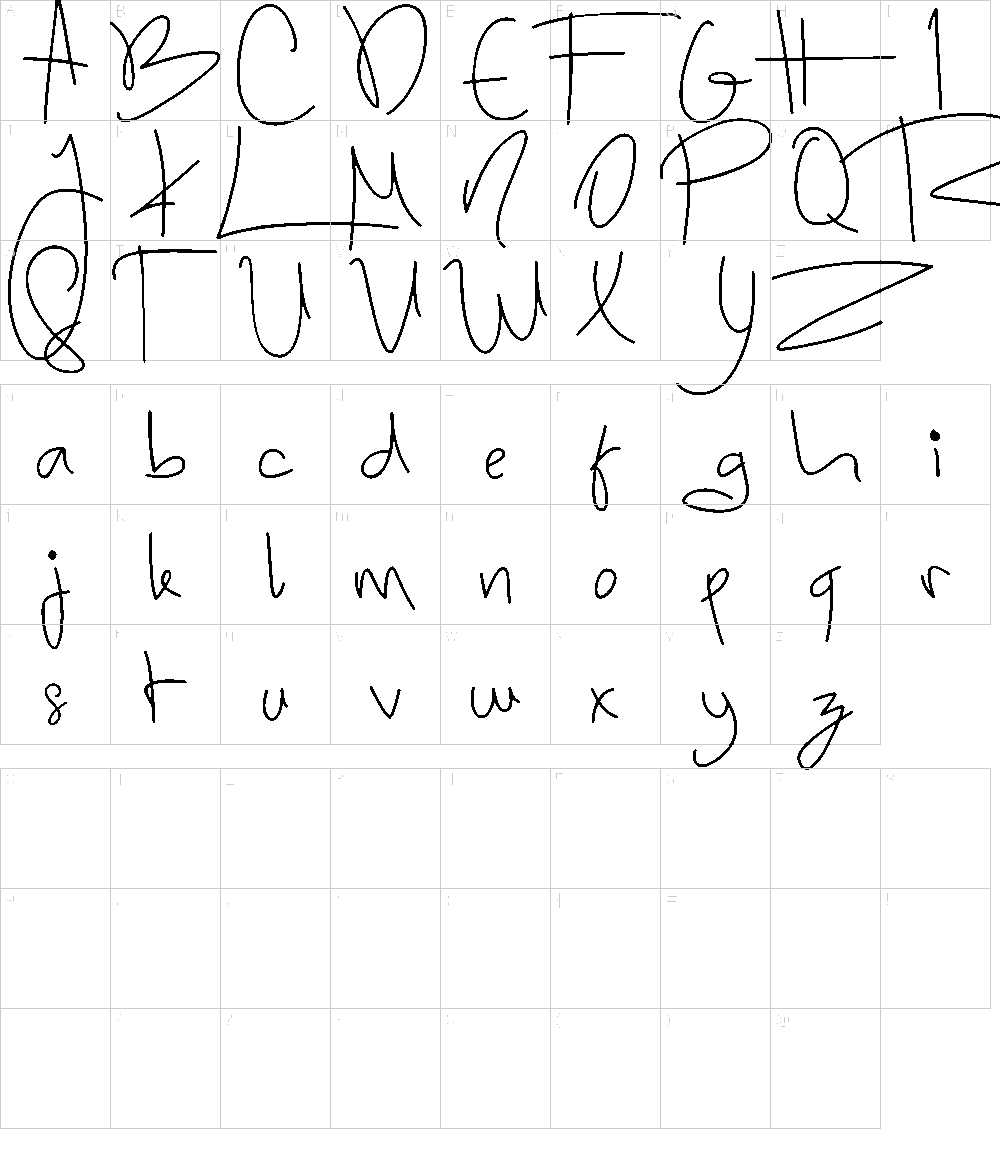 A B C D E F G H I
J K L M N O P Q R
S T U V W X Y Z
a b c d e f g h i
j k l m n o p q r
s t u v w x y z